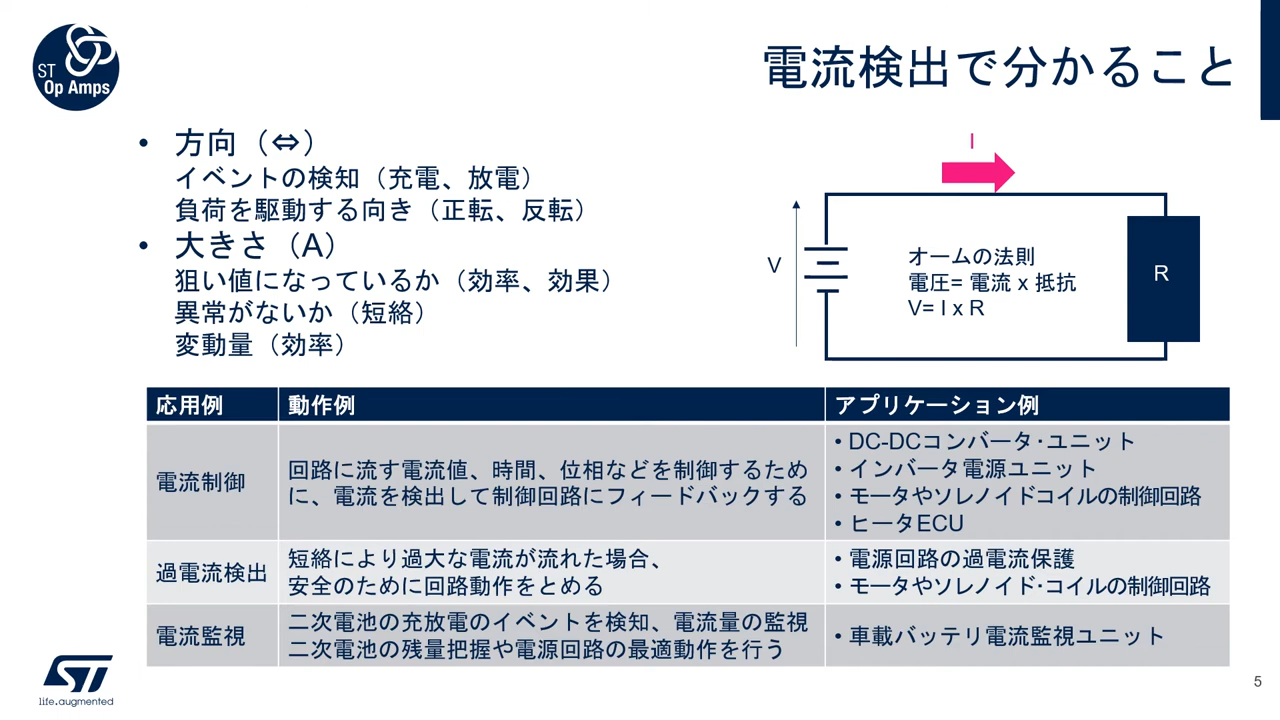 ST
Op Amps
電流検出で分かること
• 方向（⇔）
イベントの検知（充電、放電）
負荷を駆動する向き（正転、反転）
• 大きさ（A）
狙い値になっているか（効率、効果）
異常がないか（短絡）
変動量（効率）
I
V
オームの法則
電圧= 電流 x 抵抗
V= I x R
R
応用例
動作例
アプリケーション例
電流制御
回路に流す電流値、時間、位相などを制御するため
に、電流を検出して制御回路にフィードバックする
• DC-DCコンバータ･ユニット
• インバータ電源ユニット
• モータやソレノイドコイルの制御回路
• ヒータECU
過電流検出
短絡により過大な電流が流れた場合、
安全のために回路動作をとめる
• 電源回路の過電流保護
• モータやソレノイド･コイルの制御回路
電流監視
二次電池の充放電のイベントを検知、電流量の監視
二次電池の残量把握や電源回路の最適動作を行う
• 車載バッテリ電流監視ユニット
ST
life.augmented
5